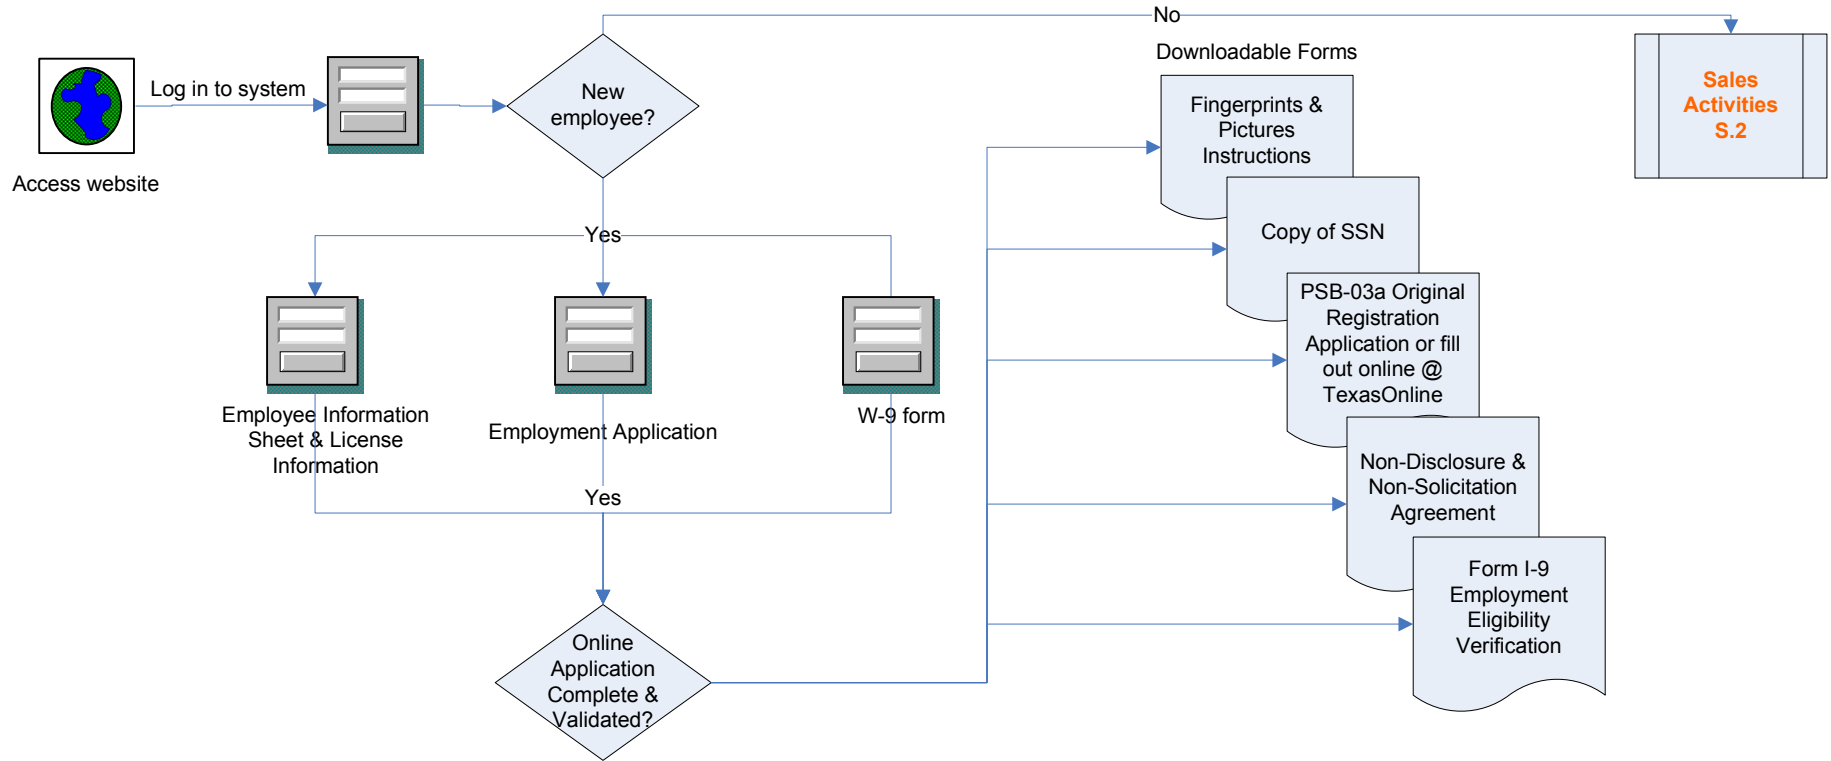 No
Downloadable Forms
Sales
Activities
S.2
Log in to system
New
employee?
Fingerprints &
Pictures
Instructions
Access website
Copy of SSN
Yes
PSB-03a Original
Registration
Application or fill
out online @
TexasOnline
Employee Information
Sheet & License
Information
Employment Application
W-9 form
Non-Disclosure &
Non-Solicitation
Agreement
Yes
Form I-9
Employment
Eligibility
Verification
Online
Application
Complete &
Validated?